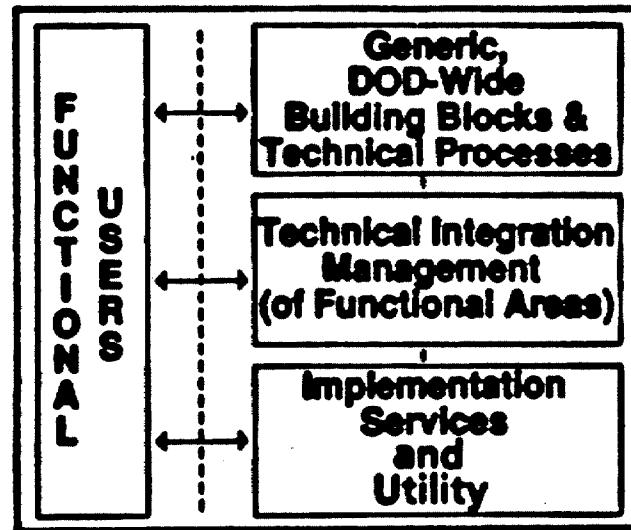 FUNCTIONAL
USERS
Generic,
DOD-Wide
Building Blocks &
Technical Processes
Technical Integration
Management
(of Functional Areas)
Implementation
Services
and
Utility